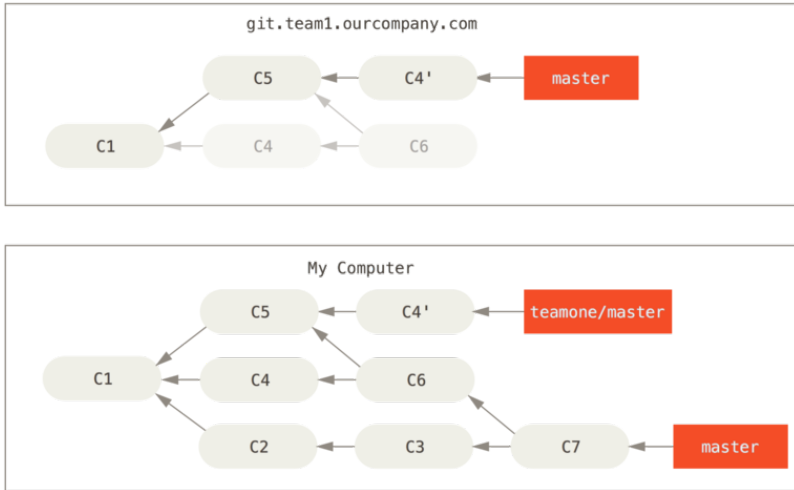 git.team1.ourcompany.com
C5 C4' master
C1 C4 C6
My Computer
C5 C4' teamone/master
C1 C4 C6
C2 C3 C7 master